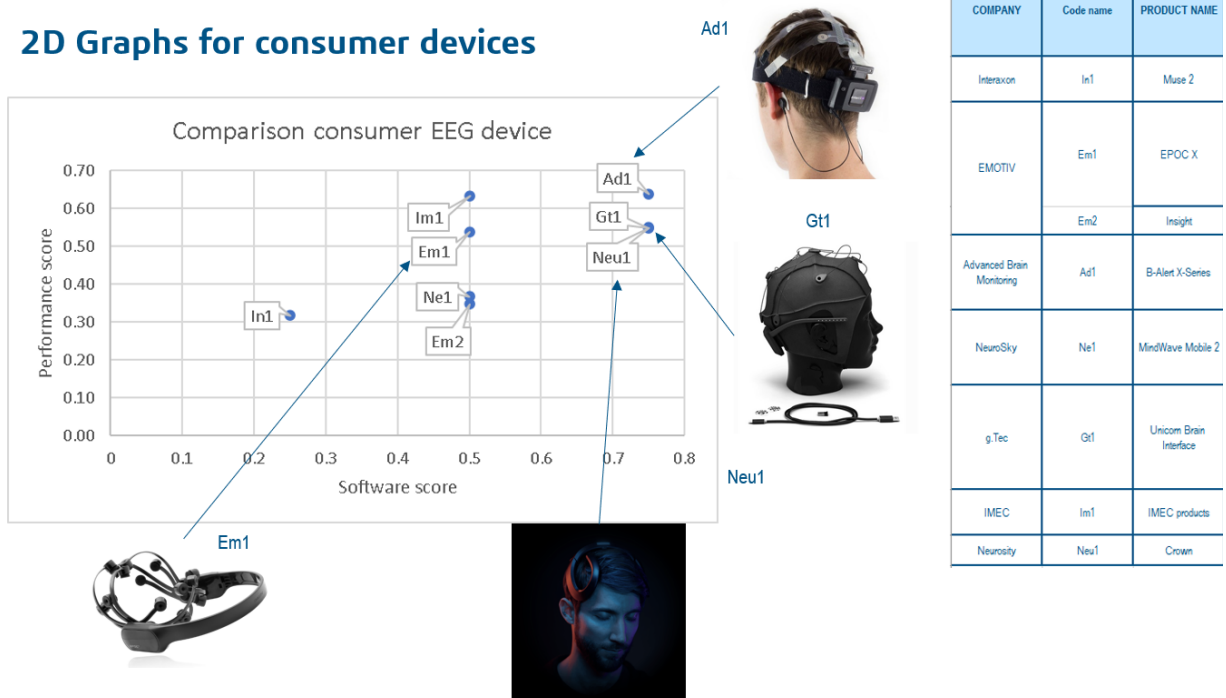 2D Graphs for consumer devices
Ad1
Comparison consumer EEG device
Performance score
0.70
0.60
0.50
0.40
0.30
0.20
0.10
0.00
0
0.1
0.2
0.3
0.4
0.5
0.6
0.7
0.8
Software score
Ad1
Im1
Gt1
Em1
Neu1
Ne1
In1
Em2
Gt1
Neu1
Em1
COMPANY Code name PRODUCT NAME
Interaxon In1 Muse 2
EMOTIV Em1 EPOC X
Em2 Insight
Advanced Brain
Monitoring Ad1 B-Alert X-Series
NeuroSky Ne1 MindWave Mobile 2
g.Tec Gt1 Unicorn Brain
Interface
IMEC Im1 IMEC products
Neurosity Neu1 Crown